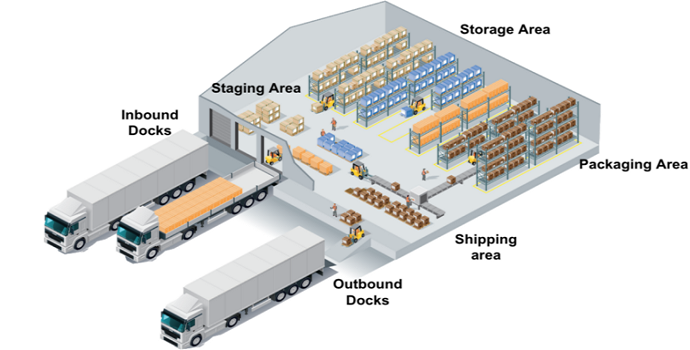 Storage Area
Staging Area
Inbound
Docks
Packaging Area
Shipping
area
Outbound
Docks